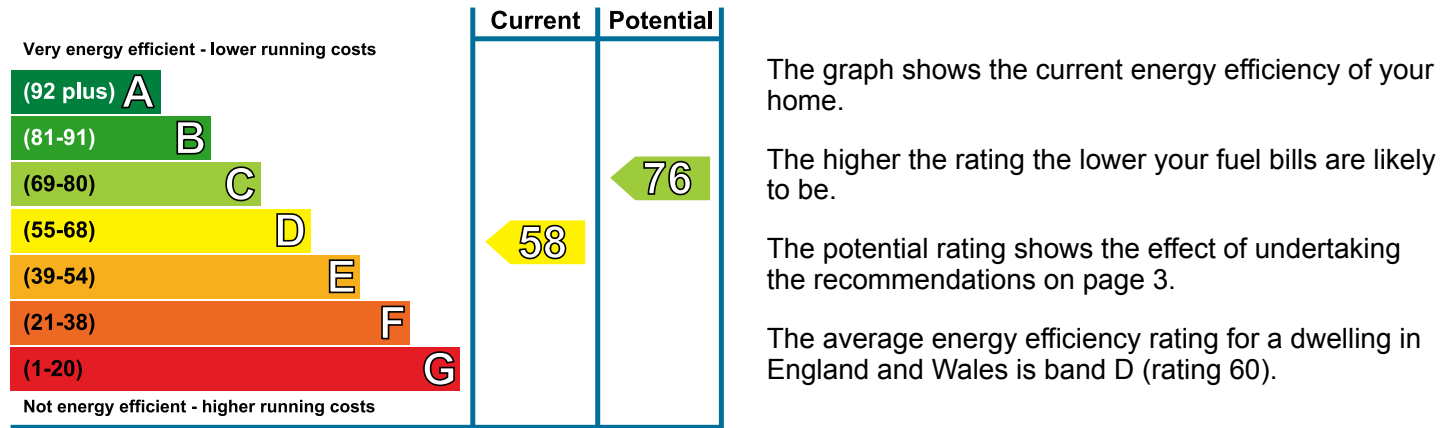 Current Potential
Very energy efficient - lower running costs
(92 plus) A
(81-91) B
(69-80) C
76
(55-68) D
58
(39-54) E
(21-38) F
(1-20) G
Not energy efficient - higher running costs
The graph shows the current energy efficiency of your
home.
The higher the rating the lower your fuel bills are likely
to be.
The potential rating shows the effect of undertaking
the recommendations on page 3.
The average energy efficiency rating for a dwelling in
England and Wales is band D (rating 60).